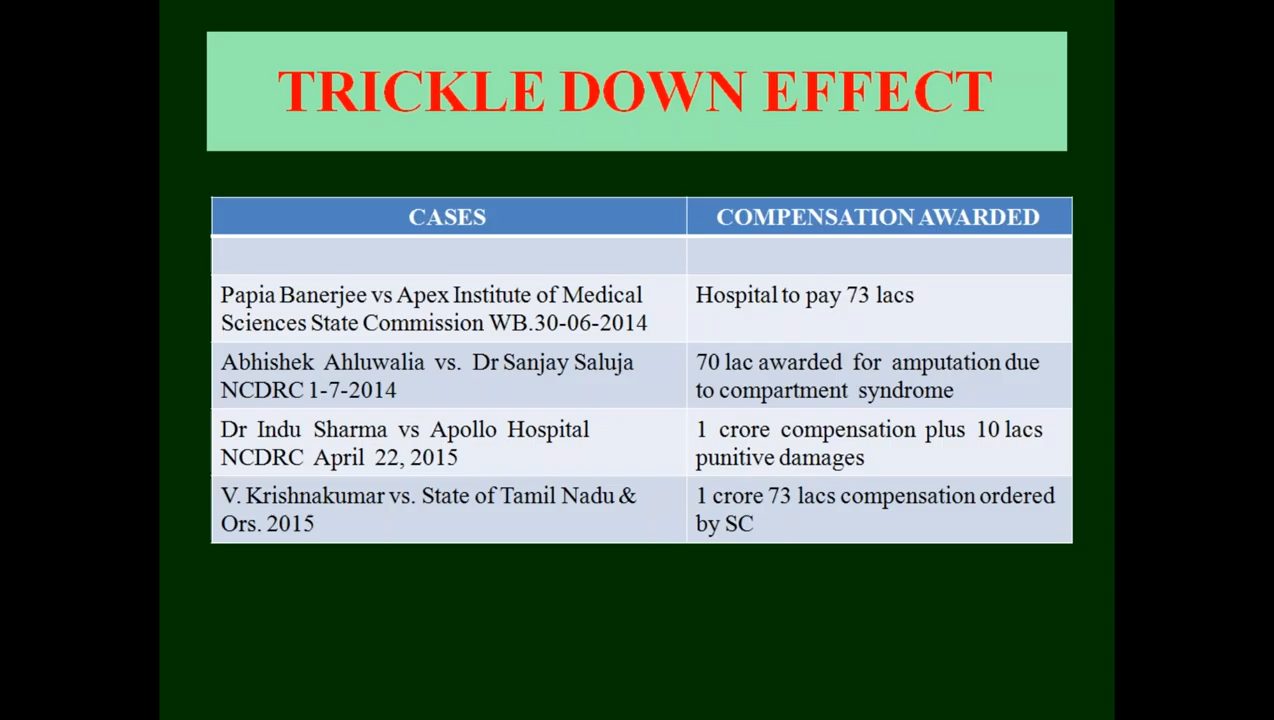 TRICKLE DOWN EFFECT
CASES
COMPENSATION AWARDED
Papia Banerjee vs Apex Institute of Medical
Sciences State Commission WB.30-06-2014
Hospital to pay 73 lacs
Abhishek Ahluwalia vs. Dr Sanjay Saluja
NCDRC 1-7-2014
70 lac awarded for amputation due
to compartment syndrome
Dr Indu Sharma vs Apollo Hospital
NCDRC April 22, 2015
1 crore compensation plus 10 lacs
punitive damages
V. Krishnakumar vs. State of Tamil Nadu &
Ors. 2015
1 crore 73 lacs compensation ordered
by SC